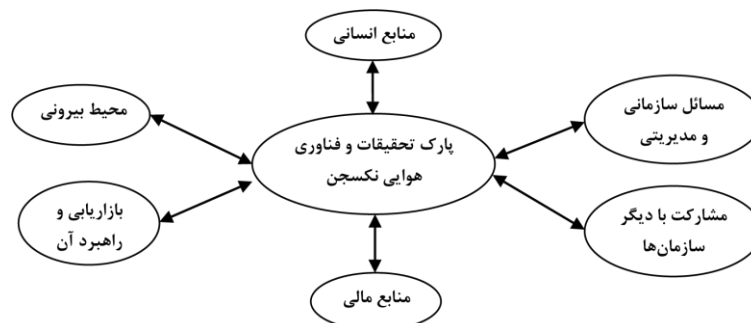 منابع انسانی
محیط بیرونی
مسائل سازمانی
و مدیریتی
پارک تحقیقات و فناوری
هوایی نکسجن
بازاریابی و
راهبرد آن
مشارکت با دیگر
سازمان‌ها
منابع مالی